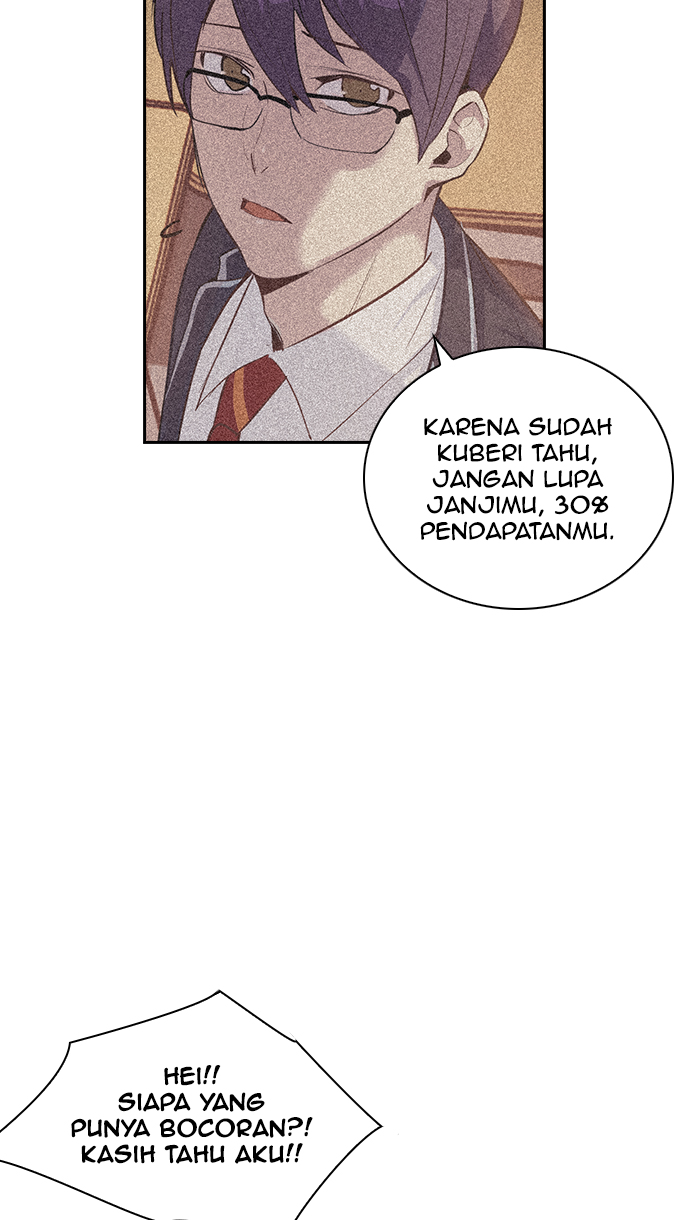 KARENA SUDAH
KUBERI TAHU,
JANGAN LUPA
JANJIMU, 30%
PENDAPATANMU.
HEI!!
SIAPA YANG
PUNYA BOCORAN?!
KASIH TAHU AKU!!